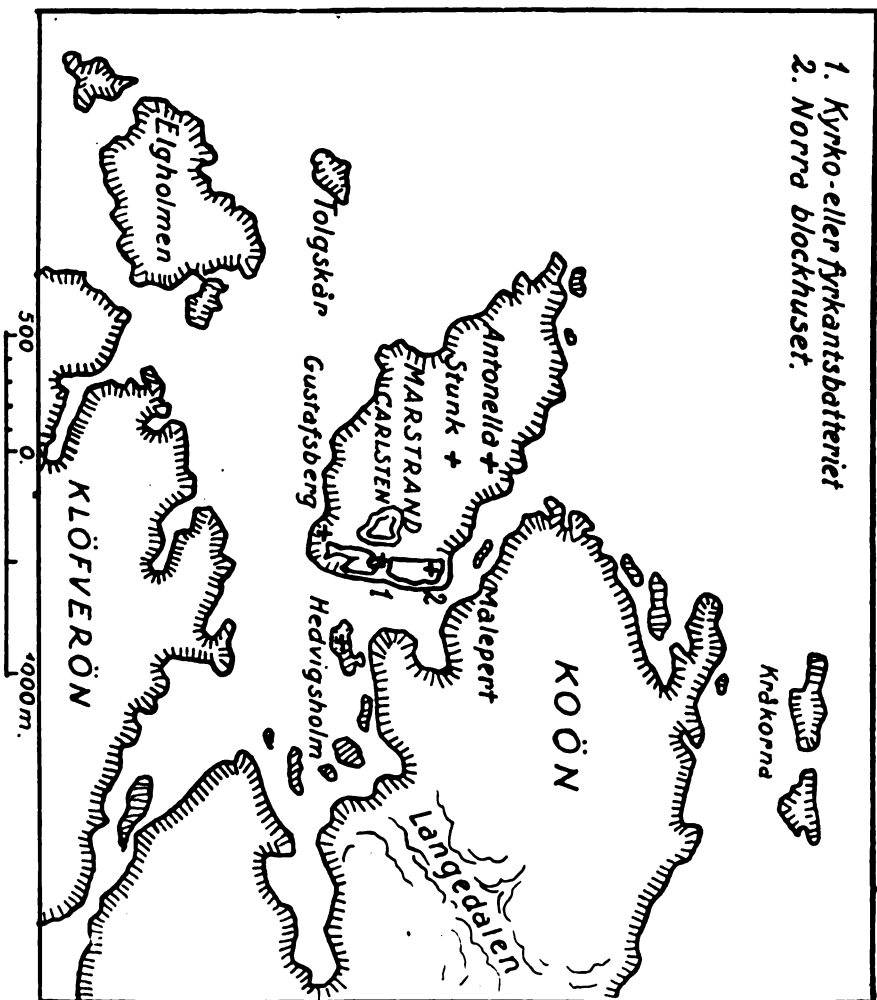 1. Kyrko-eller fyrkantsbatteriet
2. Norra blockhuset.
Kråkorna
KOÖN
Långedalen
Malepert
Antonella +
Stunk +
MARSTRAND
CARLSTEN
2
1
Gustafsberg +
Hedvigsholm
Tolgskär
Elgholmen
KLÖFVERÖN
500
0.
1000 m.